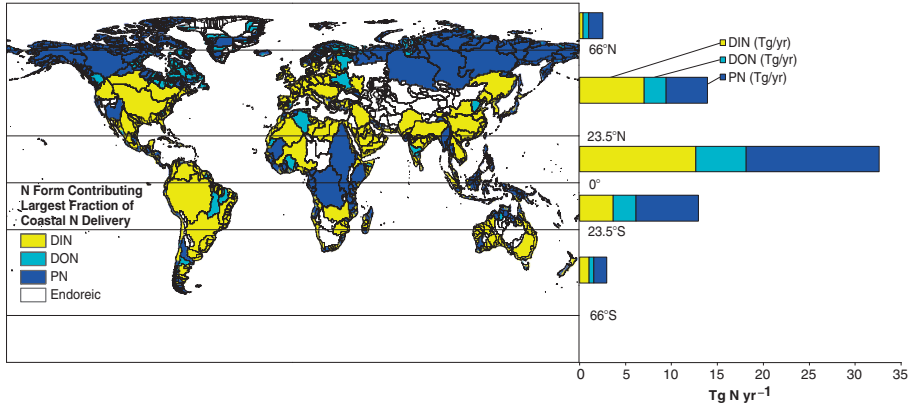 66°N
DIN (Tg/yr)
DON (Tg/yr)
PN (Tg/yr)
23.5°N
0°
23.5°S
66°S
N Form Contributing
Largest Fraction of
Coastal N Delivery
DIN
DON
PN
Endoreic
0 5 10 15 20 25 30 35
Tg N yr⁻¹